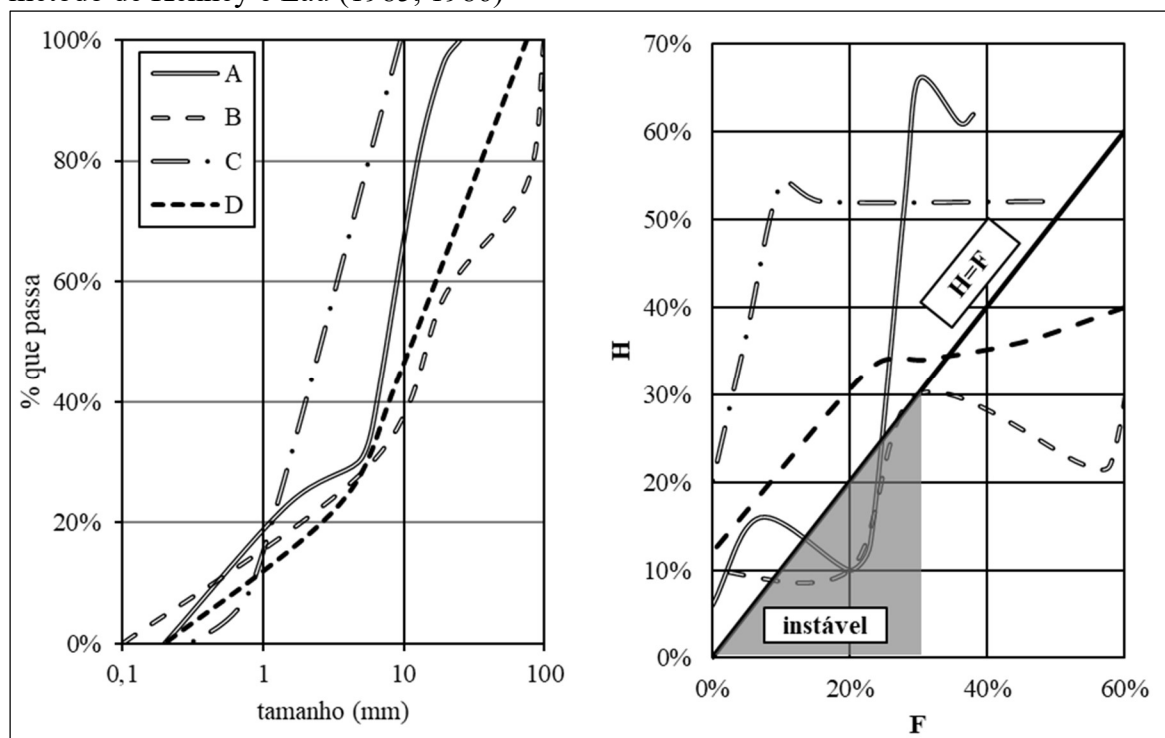 método de Kenney e Lau (1985, 1986)
100%
80%
60%
40%
20%
0%
% que passa
A
B
C
D
0,1
1
10
100
tamanho (mm)
70%
60%
50%
40%
30%
20%
10%
0%
H
H=F
instável
0%
20%
40%
60%
F